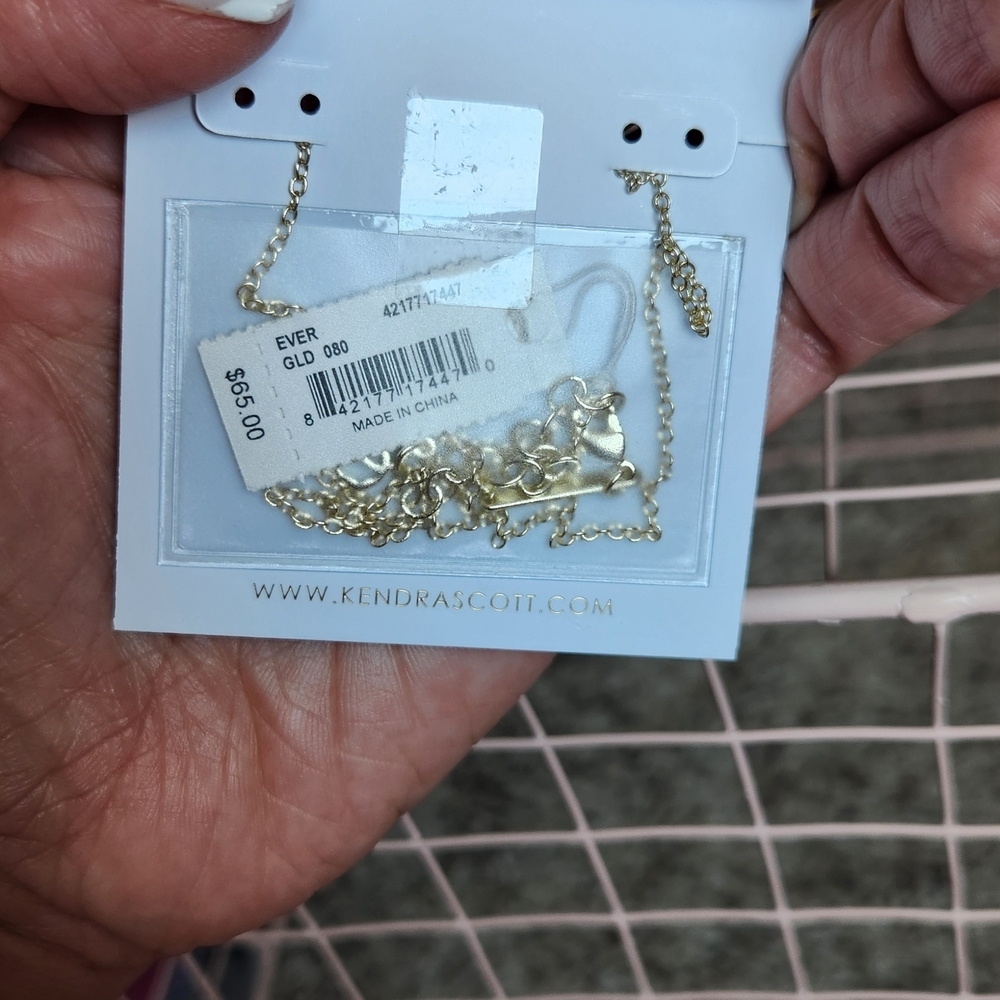 4217717447
EVER
GLD 080
$65.00
8 42177 17447 0
MADE IN CHINA
WWW.KENDRASCOTT.COM